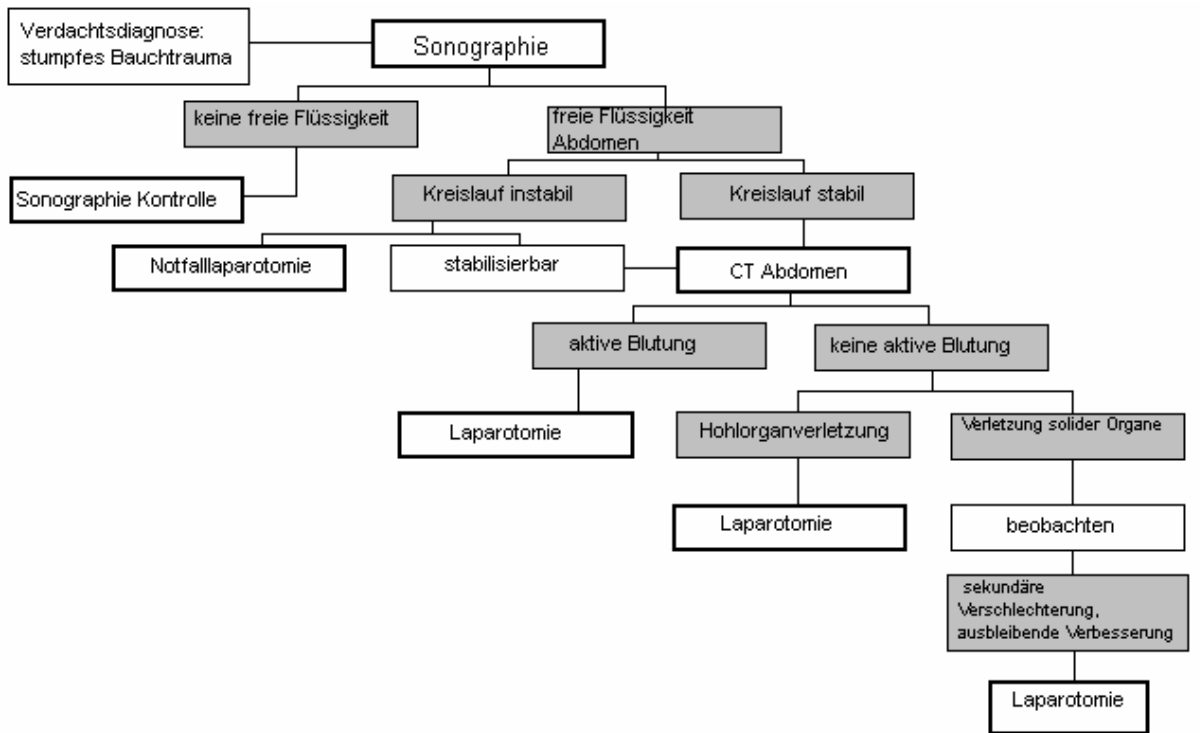 Verdachtsdiagnose:
stumpfes Bauchtrauma
Sonographie
keine freie Flüssigkeit
freie Flüssigkeit
Abdomen
Sonographie Kontrolle
Kreislauf instabil
Kreislauf stabil
Notfalllaparotomie
stabilisierbar
CT Abdomen
aktive Blutung
keine aktive Blutung
Laparotomie
Hohlorganverletzung
Verletzung solider Organe
Laparotomie
beobachten
sekundäre
Verschlechterung,
ausbleibende Verbesserung
Laparotomie